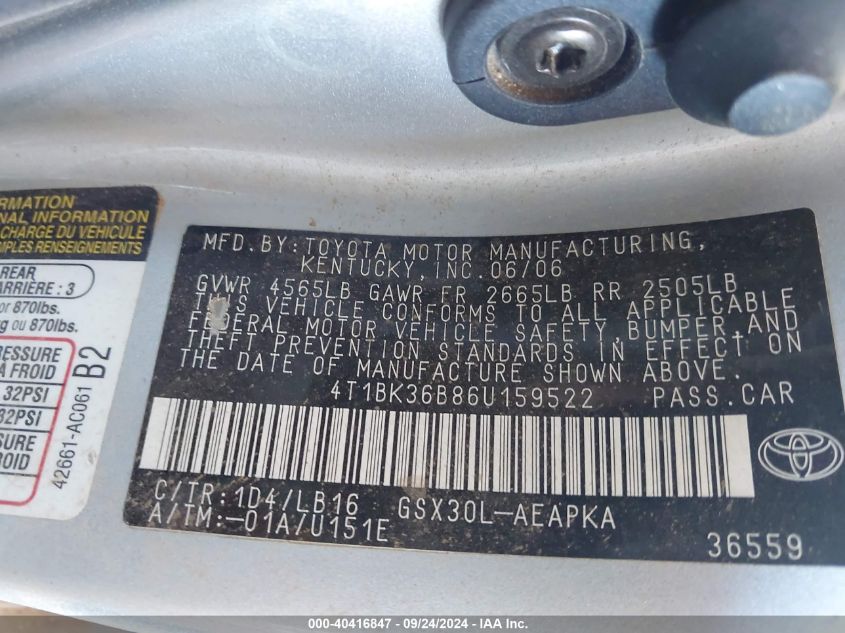 RMATION
NAL INFORMATION
CHARGE DU VÉHICULE
MPLES RENSEIGNEMENTS
REAR
ARRIÈRE : 3
or 870lbs.
ou 870lbs.
PRESSURE
A FROID
32PSI
32PSI
SURE
ROID
42661-AC061 B2
MFD.BY:TOYOTA MOTOR MANUFACTURING,
KENTUCKY,INC.06/06
GVWR 4565LB GAWR FR 2665LB RR 2505LB
THIS VEHICLE CONFORMS TO ALL APPLICABLE
FEDERAL MOTOR VEHICLE SAFETY,BUMPER,AND
THEFT PREVENTION STANDARDS IN EFFECT ON
THE DATE OF MANUFACTURE SHOWN ABOVE.
4T1BK36B86U159522 PASS.CAR
C/TR:1D4/LB16 GSX30L-AEAPKA
A/TM:-01A/U151E
36559
000-40416847 - 09/24/2024 - IAA Inc.